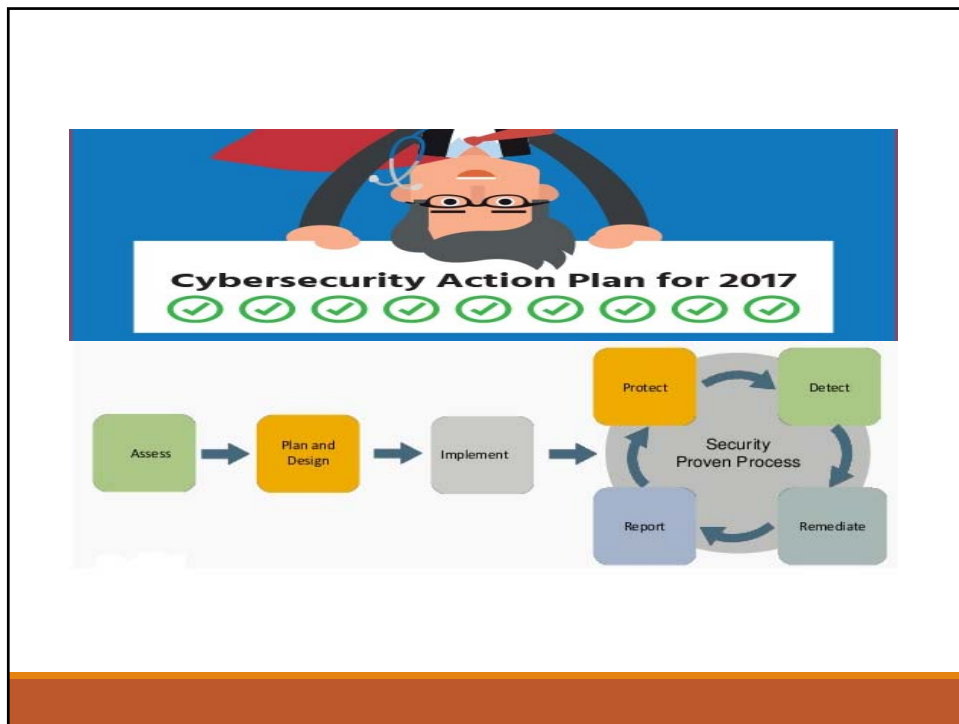 Cybersecurity Action Plan for 2017
Assess
Plan and
Design
Implement
Protect
Detect
Security
Proven Process
Report
Remediate